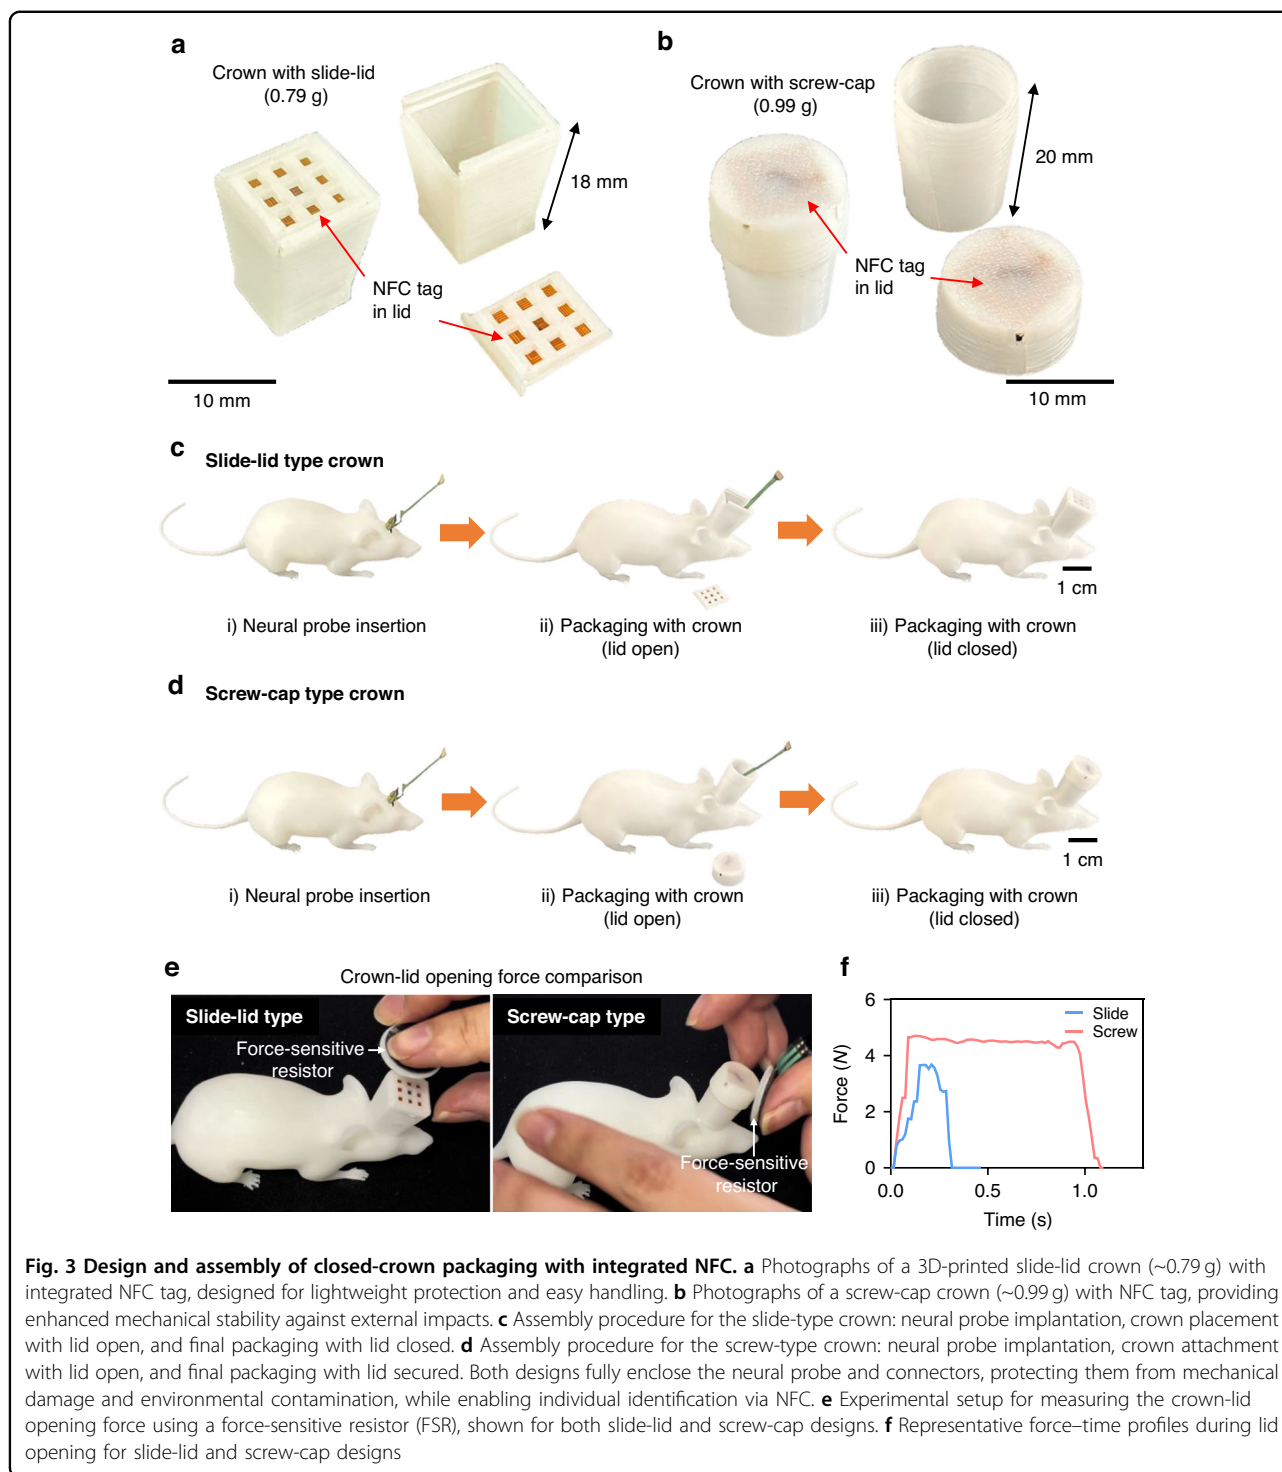 a
Crown with slide-lid
(0.79 g)
18 mm
NFC tag
in lid
10 mm
b
Crown with screw-cap
(0.99 g)
20 mm
NFC tag
in lid
10 mm
c
Slide-lid type crown
1 cm
i) Neural probe insertion
ii) Packaging with crown
(lid open)
iii) Packaging with crown
(lid closed)
d
Screw-cap type crown
1 cm
i) Neural probe insertion
ii) Packaging with crown
(lid open)
iii) Packaging with crown
(lid closed)
e
Crown-lid opening force comparison
Slide-lid type
Force-sensitive
resistor
Screw-cap type
Force-sensitive
resistor
f
6
4
2
0
Force (N)
Slide
Screw
0.0
0.5
1.0
Time (s)
Fig. 3 Design and assembly of closed-crown packaging with integrated NFC. a Photographs of a 3D-printed slide-lid crown (~0.79 g) with
integrated NFC tag, designed for lightweight protection and easy handling. b Photographs of a screw-cap crown (~0.99 g) with NFC tag, providing
enhanced mechanical stability against external impacts. c Assembly procedure for the slide-type crown: neural probe implantation, crown placement
with lid open, and final packaging with lid closed. d Assembly procedure for the screw-type crown: neural probe implantation, crown attachment
with lid open, and final packaging with lid secured. Both designs fully enclose the neural probe and connectors, protecting them from mechanical
damage and environmental contamination, while enabling individual identification via NFC. e Experimental setup for measuring the crown-lid
opening force using a force-sensitive resistor (FSR), shown for both slide-lid and screw-cap designs. f Representative force–time profiles during lid
opening for slide-lid and screw-cap designs